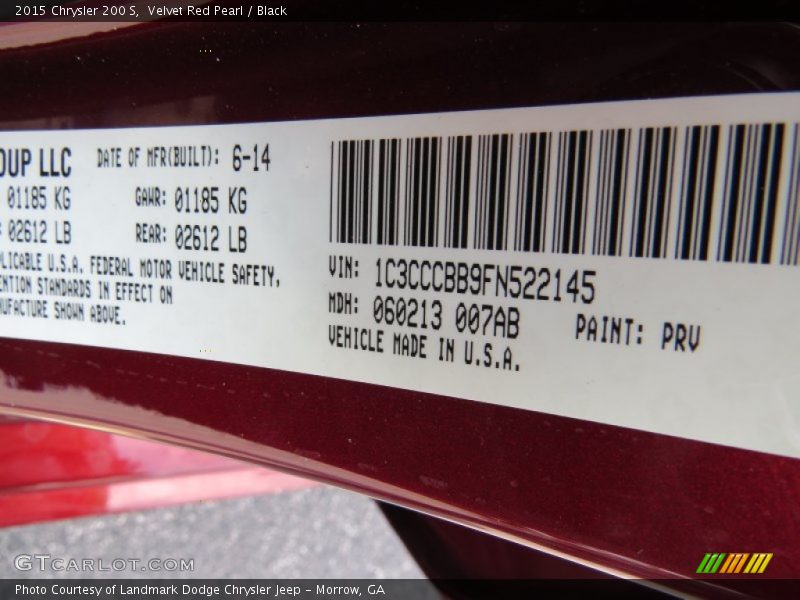 2015 Chrysler 200 S,  Velvet Red Pearl / Black
OUP LLC DATE OF MFR(BUILT): 6-14
01185 KG GAWR: 01185 KG
02612 LB REAR: 02612 LB
PLICABLE U.S.A. FEDERAL MOTOR VEHICLE SAFETY,
ENTION STANDARDS IN EFFECT ON
NUFACTURE SHOWN ABOVE.
VIN: 1C3CCCBB9FN522145
MDH: 060213 007AB PAINT: PRV
VEHICLE MADE IN U.S.A.
GTCARLOT.COM
Photo Courtesy of Landmark Dodge Chrysler Jeep - Morrow, GA